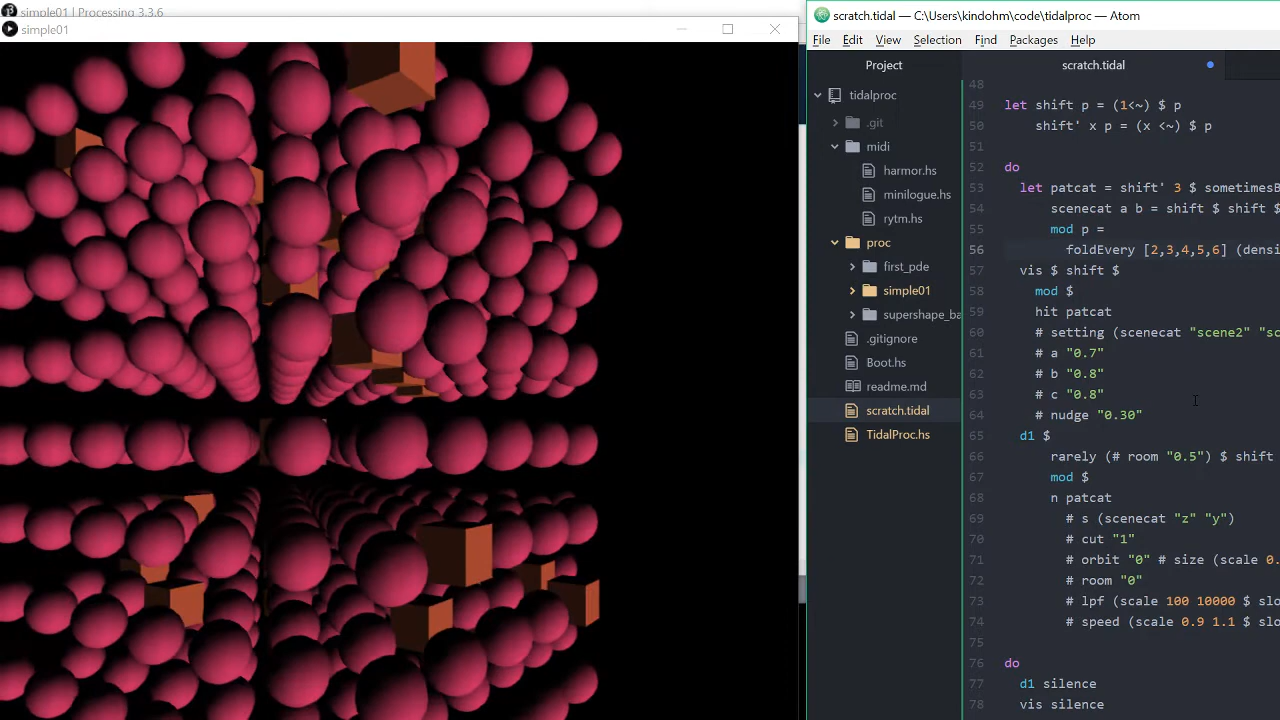 simple01 | Processing 3.3.6
simple01
scratch.tidal — C:\Users\kindohm\code\tidalproc — Atom
File Edit View Selection Find Packages Help
Project
scratch.tidal
tidalproc
.git
midi
harmor.hs
minilogue.hs
rytm.hs
proc
first_pde
simple01
supershape_ba
.gitignore
Boot.hs
readme.md
scratch.tidal
TidalProc.hs
48
49 let shift p = (1<~) $ p
50 shift' x p = (x <~) $ p
51
52 do
53 let patcat = shift' 3 $ sometimesB
54 scenecat a b = shift $ shift $
55 mod p =
56 foldEvery [2,3,4,5,6] (densi
57 vis $ shift $
58 mod $
59 hit patcat
60 # setting (scenecat "scene2" "sc
61 # a "0.7"
62 # b "0.8"
63 # c "0.8"
64 # nudge "0.30"
65 d1 $
66 rarely (# room "0.5") $ shift
67 mod $
68 n patcat
69 # s (scenecat "z" "y")
70 # cut "1"
71 # orbit "0" # size (scale 0.
72 # room "0"
73 # lpf (scale 100 10000 $ slo
74 # speed (scale 0.9 1.1 $ slo
75
76 do
77 d1 silence
78 vis silence